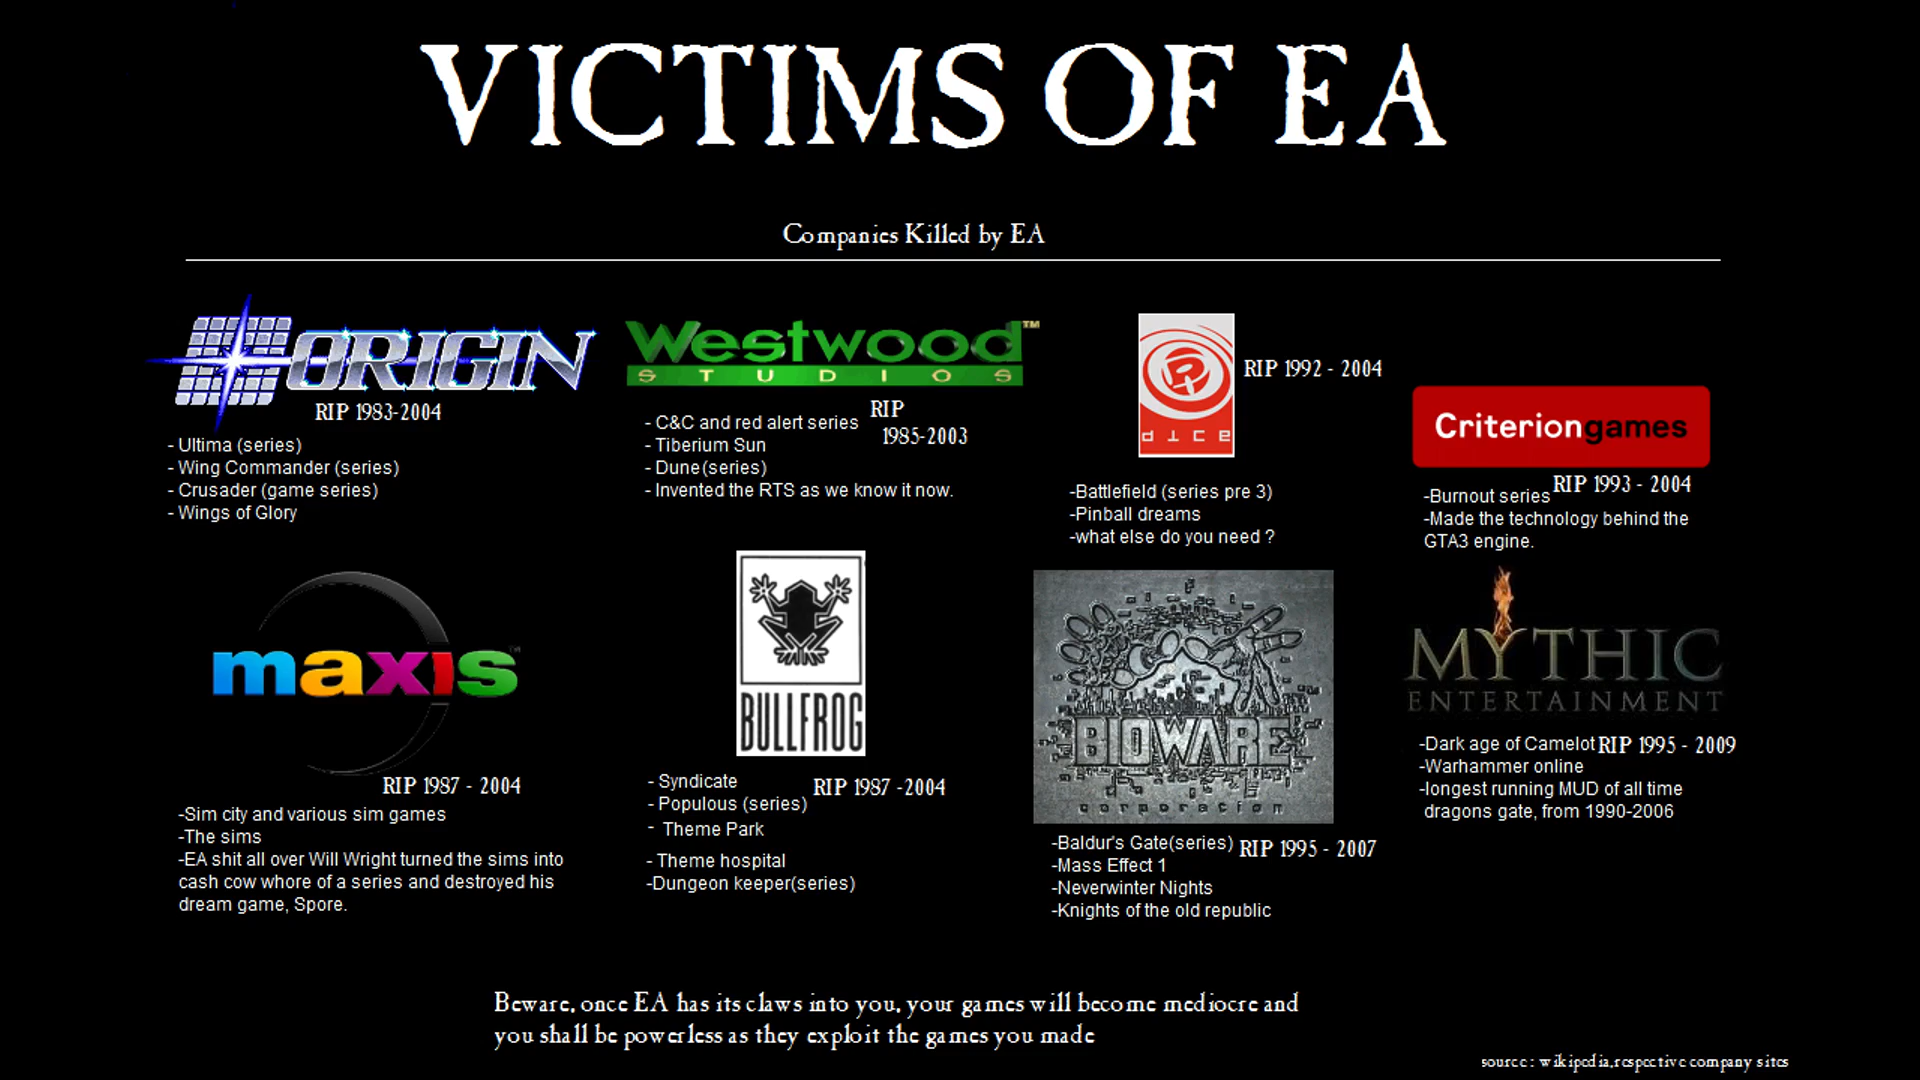 VICTIMS OF EA
Companies Killed by EA
ORIGIN
RIP 1983-2004
- Ultima (series)
- Wing Commander (series)
- Crusader (game series)
- Wings of Glory
Westwood™
STUDIOS
RIP
1985-2003
- C&C and red alert series
- Tiberium Sun
- Dune(series)
- Invented the RTS as we know it now.
dice
RIP 1992 - 2004
-Battlefield (series pre 3)
-Pinball dreams
-what else do you need ?
Criteriongames
RIP 1993 - 2004
-Burnout series
-Made the technology behind the
GTA3 engine.
maxis™
RIP 1987 - 2004
-Sim city and various sim games
-The sims
-EA shit all over Will Wright turned the sims into
cash cow whore of a series and destroyed his
dream game, Spore.
BULLFROG
RIP 1987 -2004
- Syndicate
- Populous (series)
- Theme Park
- Theme hospital
-Dungeon keeper(series)
BIOWARE
corporation
RIP 1995 - 2007
-Baldur's Gate(series)
-Mass Effect 1
-Neverwinter Nights
-Knights of the old republic
MYTHIC
ENTERTAINMENT
RIP 1995 - 2009
-Dark age of Camelot
-Warhammer online
-longest running MUD of all time
dragons gate, from 1990-2006
Beware, once EA has its claws into you, your games will become mediocre and
you shall be powerless as they exploit the games you made
source : wikipedia,respective company sites